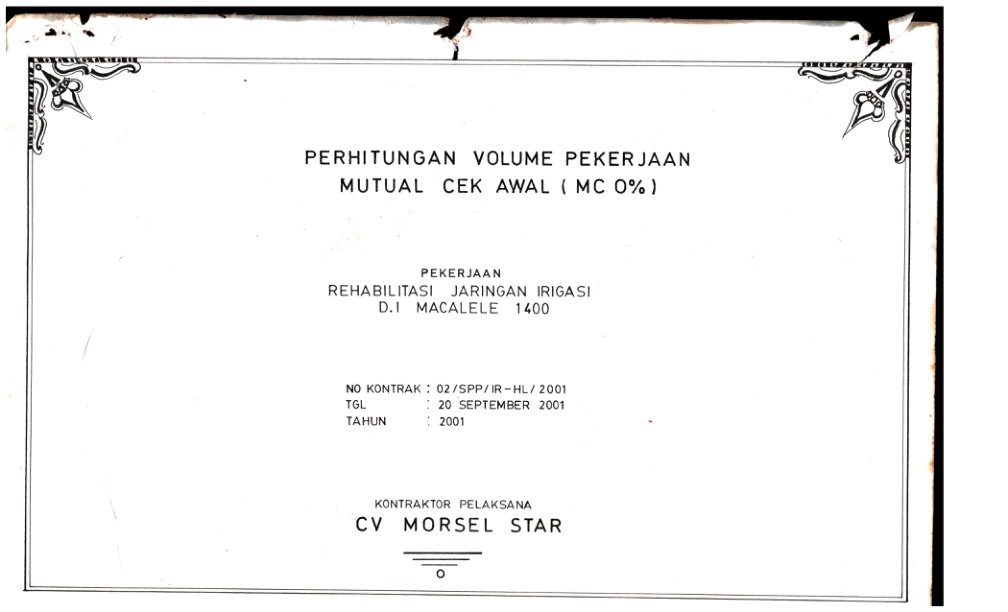 PERHITUNGAN VOLUME PEKERJAAN
MUTUAL CEK AWAL ( MC 0% )
PEKERJAAN
REHABILITASI JARINGAN IRIGASI
D.I MACALELE 1400
NO KONTRAK : 02/SPP/IR-HL/2001
TGL : 20 SEPTEMBER 2001
TAHUN : 2001
KONTRAKTOR PELAKSANA
CV MORSEL STAR